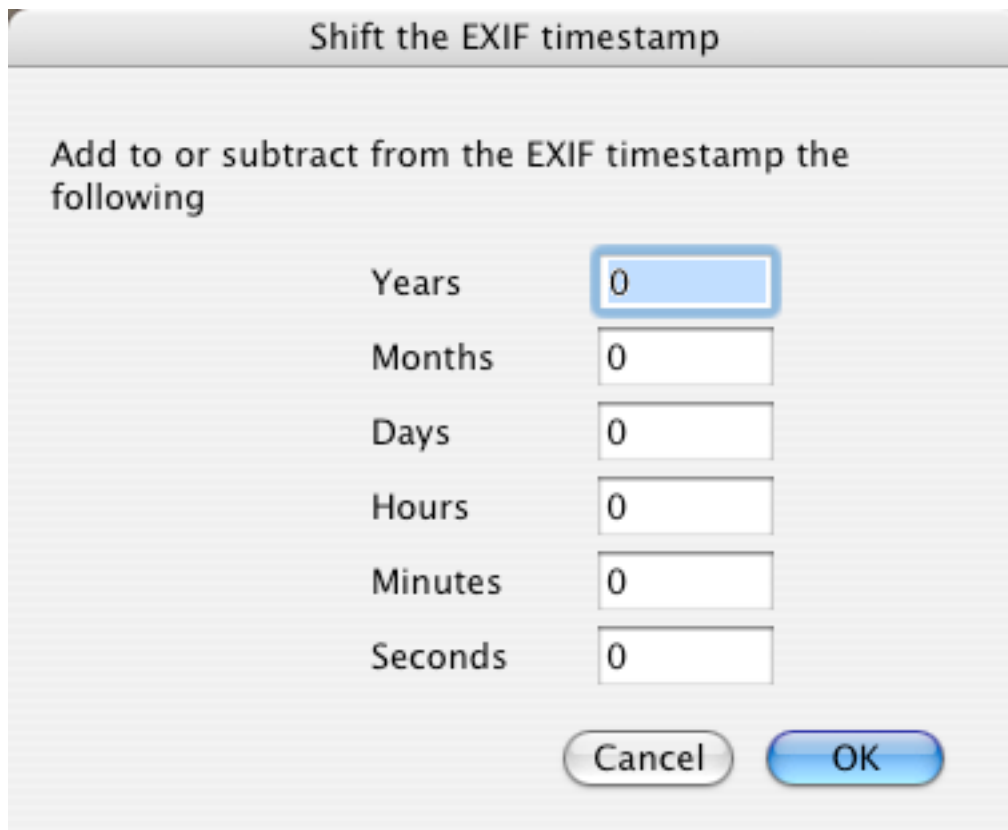 Shift the EXIF timestamp
Add to or subtract from the EXIF timestamp the
following
Years 0
Months 0
Days 0
Hours 0
Minutes 0
Seconds 0
Cancel OK